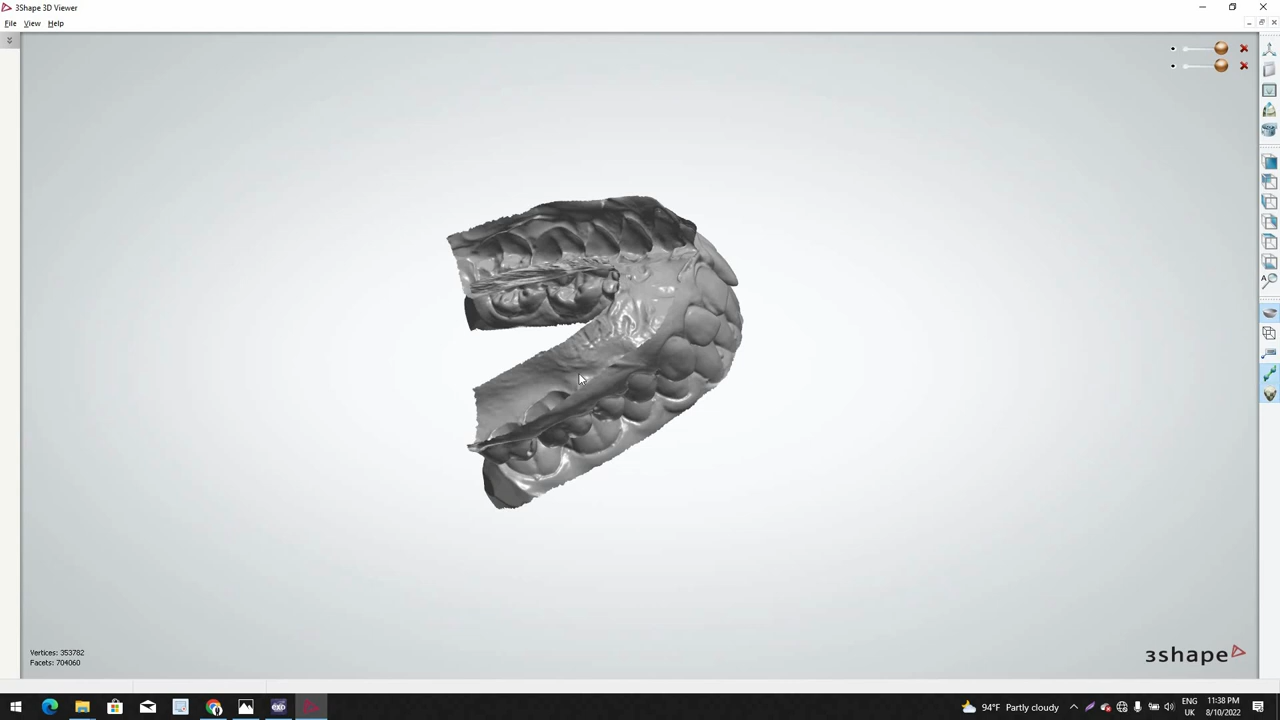 3Shape 3D Viewer
File View Help
Vertices: 353782
Facets: 704060
3shape
94°F Partly cloudy
ENG
UK
11:38 PM
8/10/2022